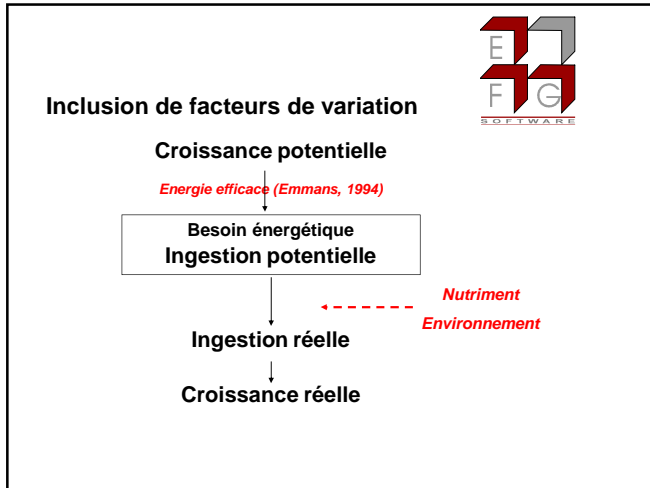 E
F G
SOFTWARE
Inclusion de facteurs de variation
Croissance potentielle
Energie efficace (Emmans, 1994)
Besoin énergétique
Ingestion potentielle
Nutriment
Environnement
Ingestion réelle
Croissance réelle